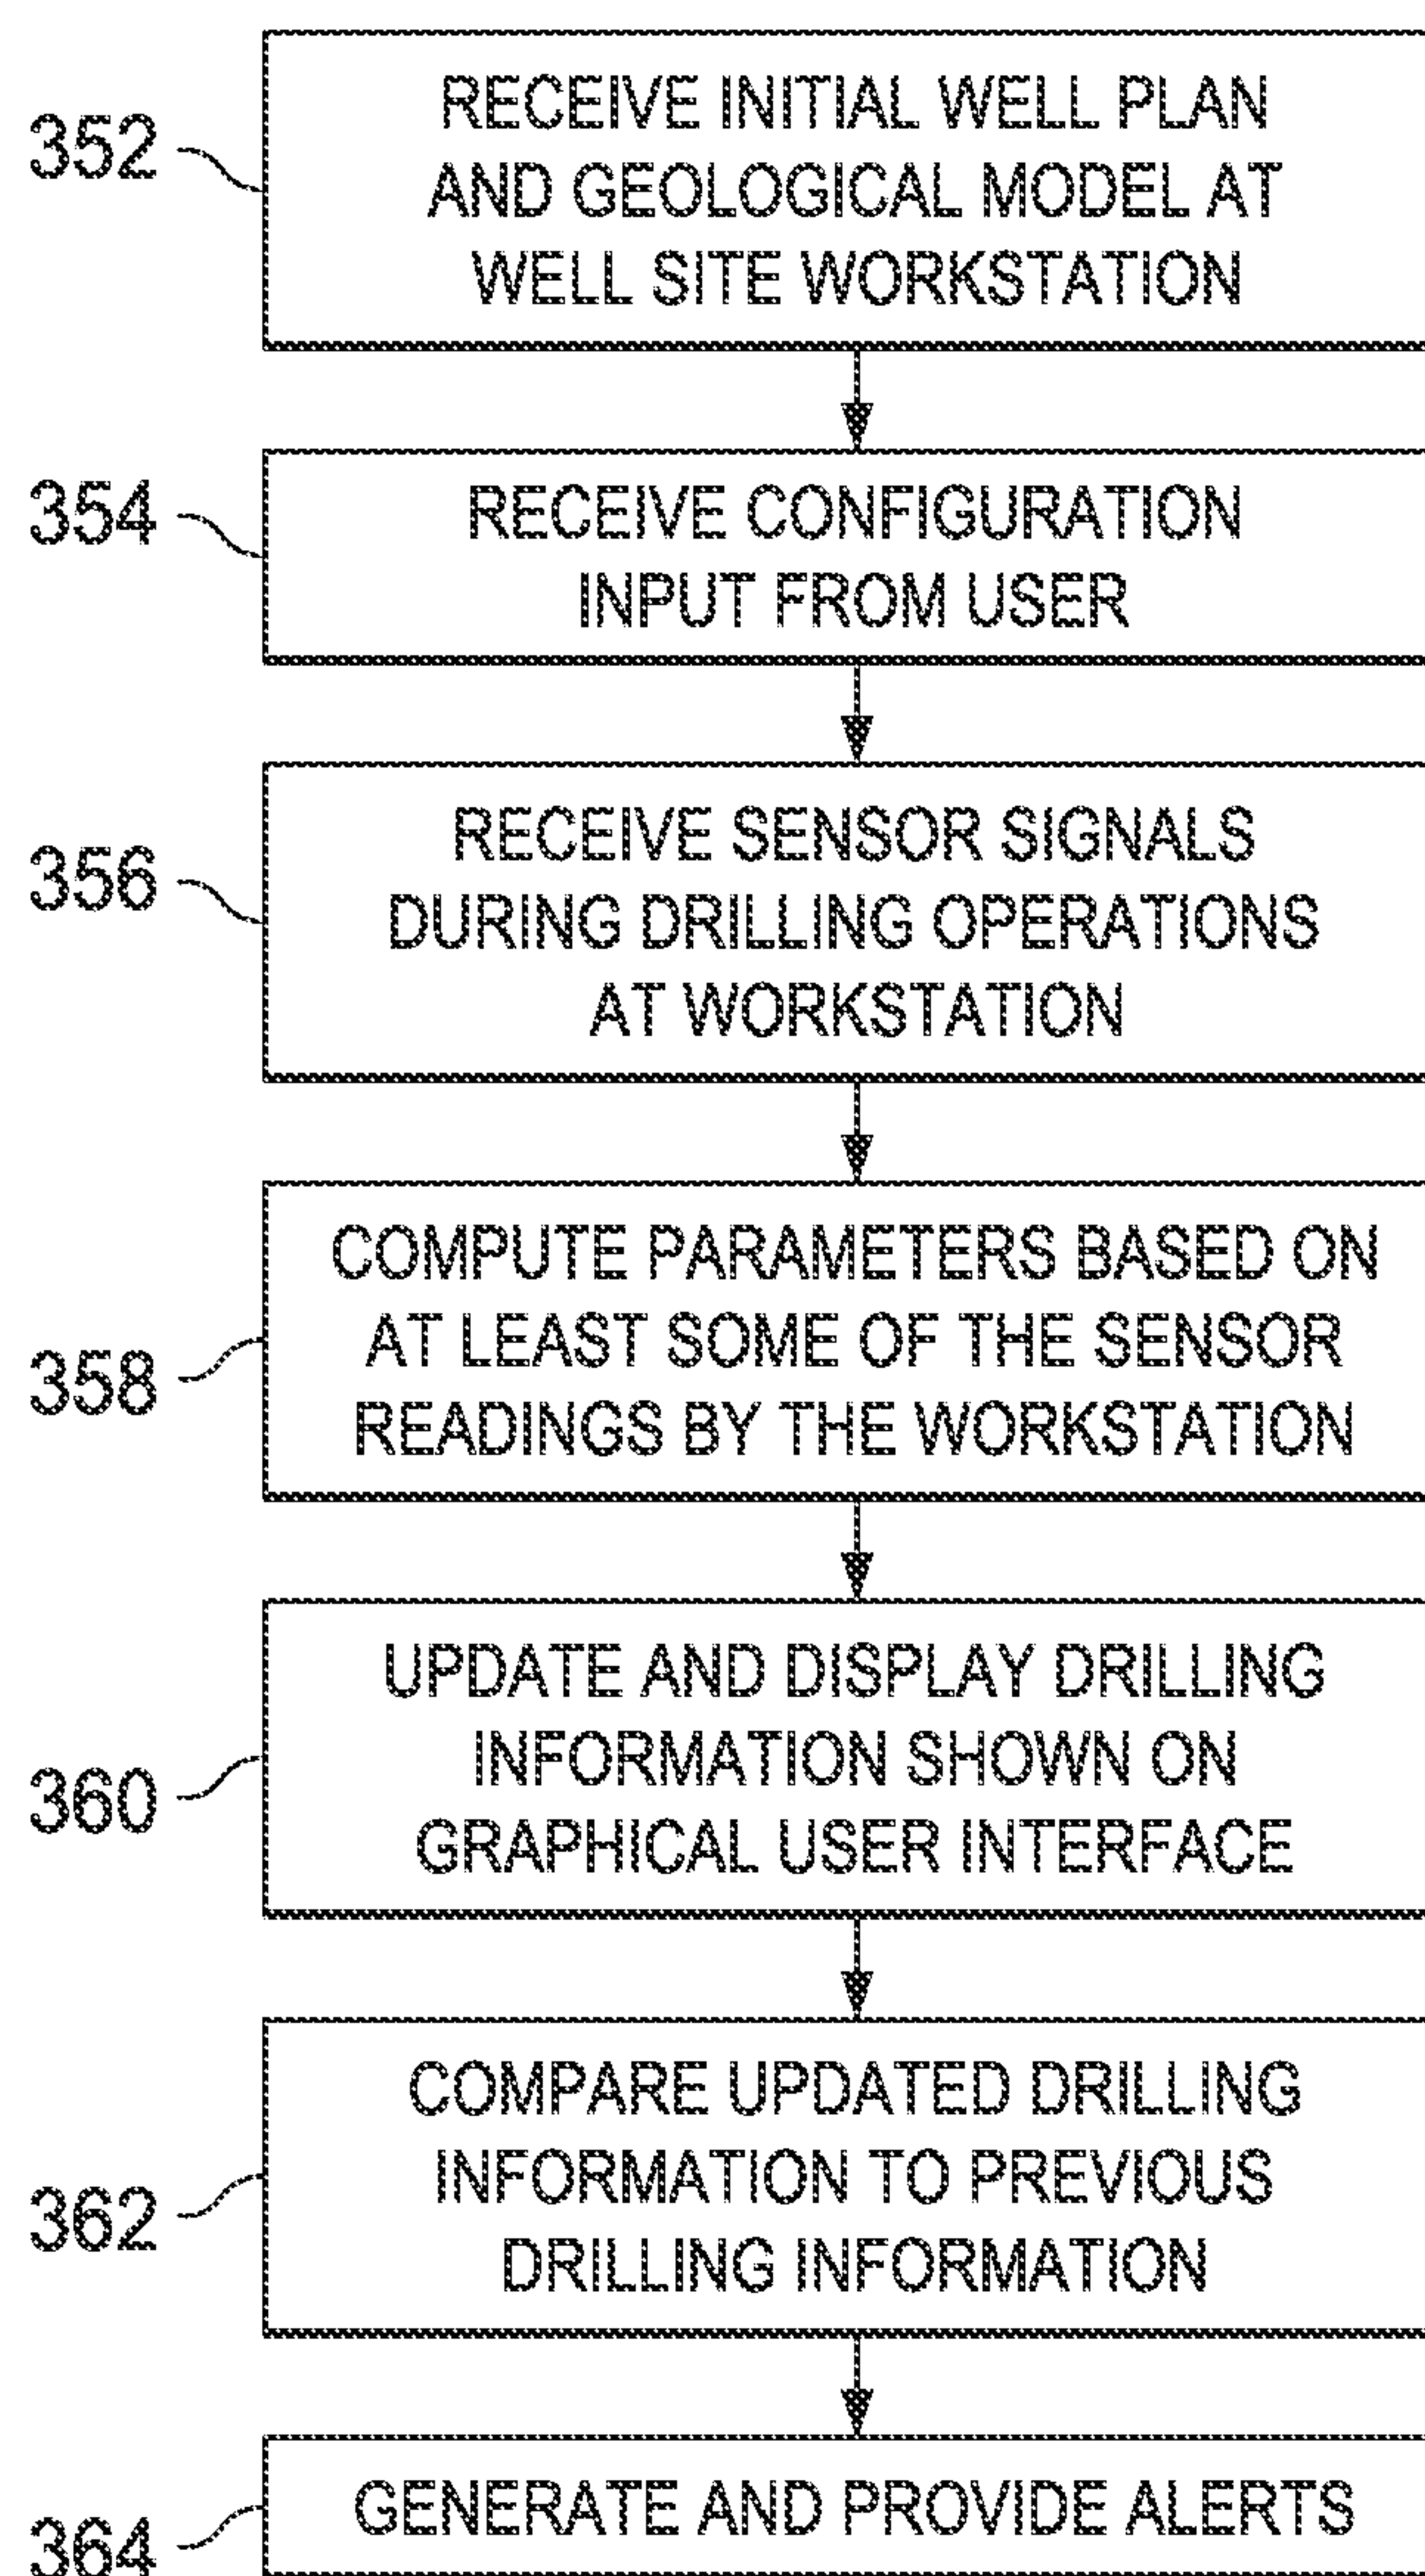 352
RECEIVE INITIAL WELL PLAN
AND GEOLOGICAL MODEL AT
WELL SITE WORKSTATION
354
RECEIVE CONFIGURATION
INPUT FROM USER
356
RECEIVE SENSOR SIGNALS
DURING DRILLING OPERATIONS
AT WORKSTATION
358
COMPUTE PARAMETERS BASED ON
AT LEAST SOME OF THE SENSOR
READINGS BY THE WORKSTATION
360
UPDATE AND DISPLAY DRILLING
INFORMATION SHOWN ON
GRAPHICAL USER INTERFACE
362
COMPARE UPDATED DRILLING
INFORMATION TO PREVIOUS
DRILLING INFORMATION
364
GENERATE AND PROVIDE ALERTS